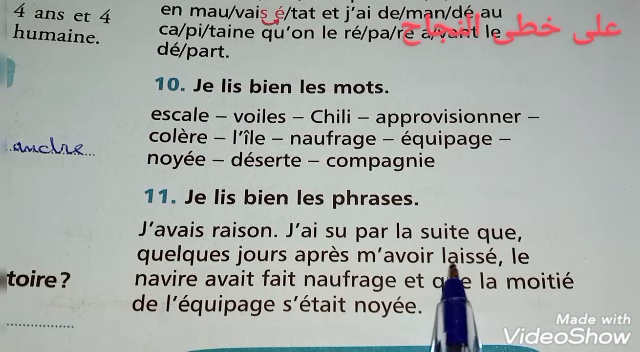 4 ans et 4
humaine.
en mau/vais é/tat et j'ai de/man/dé au
ca/pi/taine qu'on le ré/pa/re a/vant le
dé/part.
على خطى النجاح
10. Je lis bien les mots.
escale – voiles – Chili – approvisionner –
colère – l'île – naufrage – équipage –
noyée – déserte – compagnie
ancre
11. Je lis bien les phrases.
J'avais raison. J'ai su par la suite que,
quelques jours après m'avoir laissé, le
navire avait fait naufrage et que la moitié
de l'équipage s'était noyée.
toire ?
Made with
VideoShow